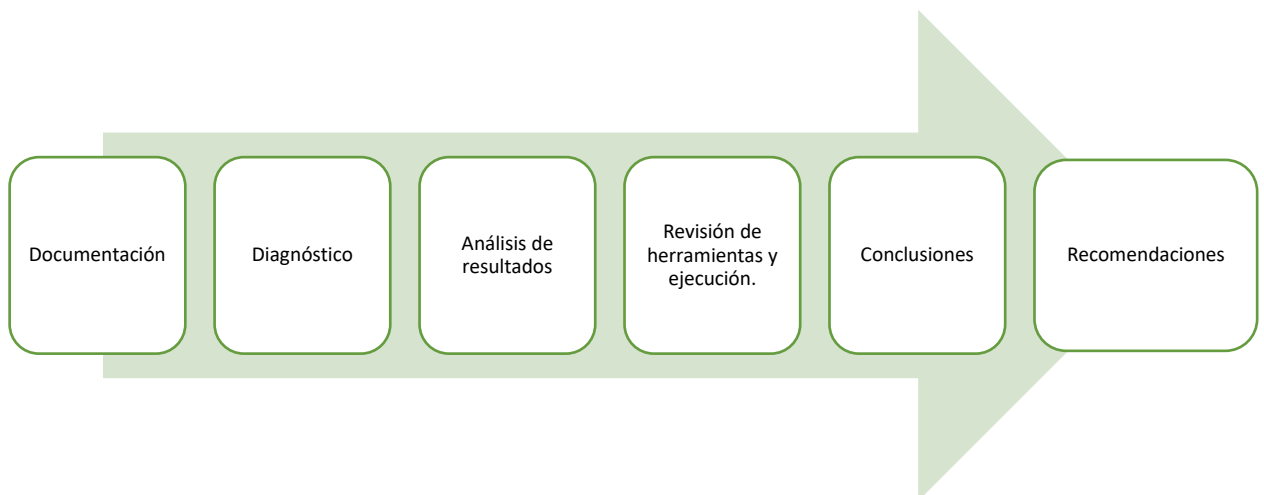 Documentación
Diagnóstico
Análisis de
resultados
Revisión de
herramientas y
ejecución.
Conclusiones
Recomendaciones